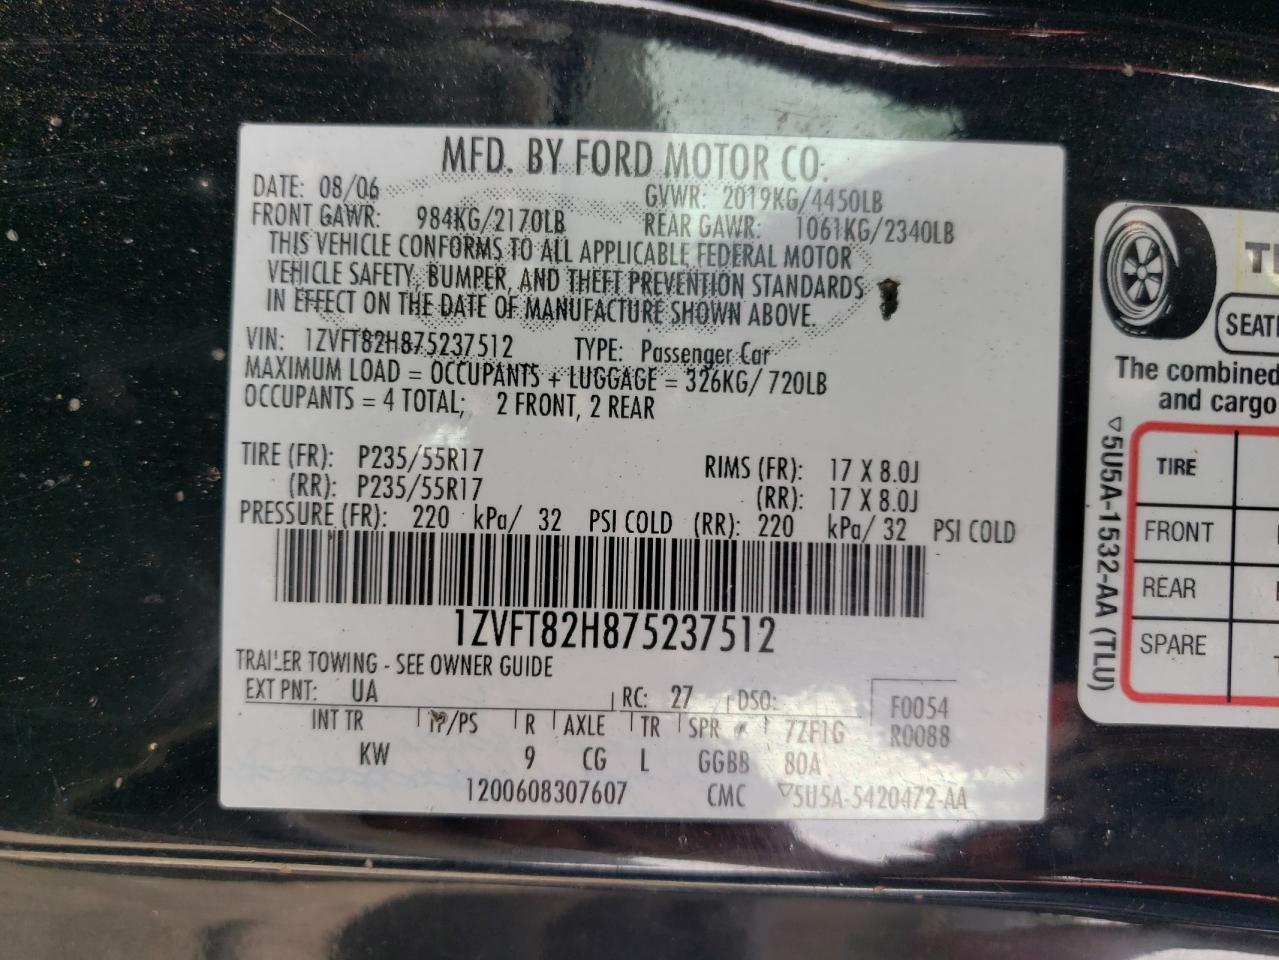 MFD. BY FORD MOTOR CO.
DATE: 08/06 GVWR: 2019KG/4450LB
FRONT GAWR: 984KG/2170LB REAR GAWR: 1061KG/2340LB
THIS VEHICLE CONFORMS TO ALL APPLICABLE FEDERAL MOTOR
VEHICLE SAFETY, BUMPER, AND THEFT PREVENTION STANDARDS
IN EFFECT ON THE DATE OF MANUFACTURE SHOWN ABOVE.
VIN: 1ZVFT82H875237512 TYPE: Passenger Car
MAXIMUM LOAD = OCCUPANTS + LUGGAGE = 326KG/ 720LB
OCCUPANTS = 4 TOTAL; 2 FRONT, 2 REAR
TIRE (FR): P235/55R17 RIMS (FR): 17 X 8.0J
(RR): P235/55R17 (RR): 17 X 8.0J
PRESSURE (FR): 220 kPa/ 32 PSI COLD (RR): 220 kPa/ 32 PSI COLD
1ZVFT82H875237512
TRAILER TOWING - SEE OWNER GUIDE
EXT PNT: UA RC: 27 DSO: F0054
INT TR TP/PS R AXLE TR SPR 7ZF1G R0088
KW 9 CG L GGBB 80A
1200608307607 CMC ▽5U5A-5420472-AA
SEATI
The combined
and cargo
TIRE
FRONT
REAR
SPARE
▽5U5A-1532-AA (TLU)